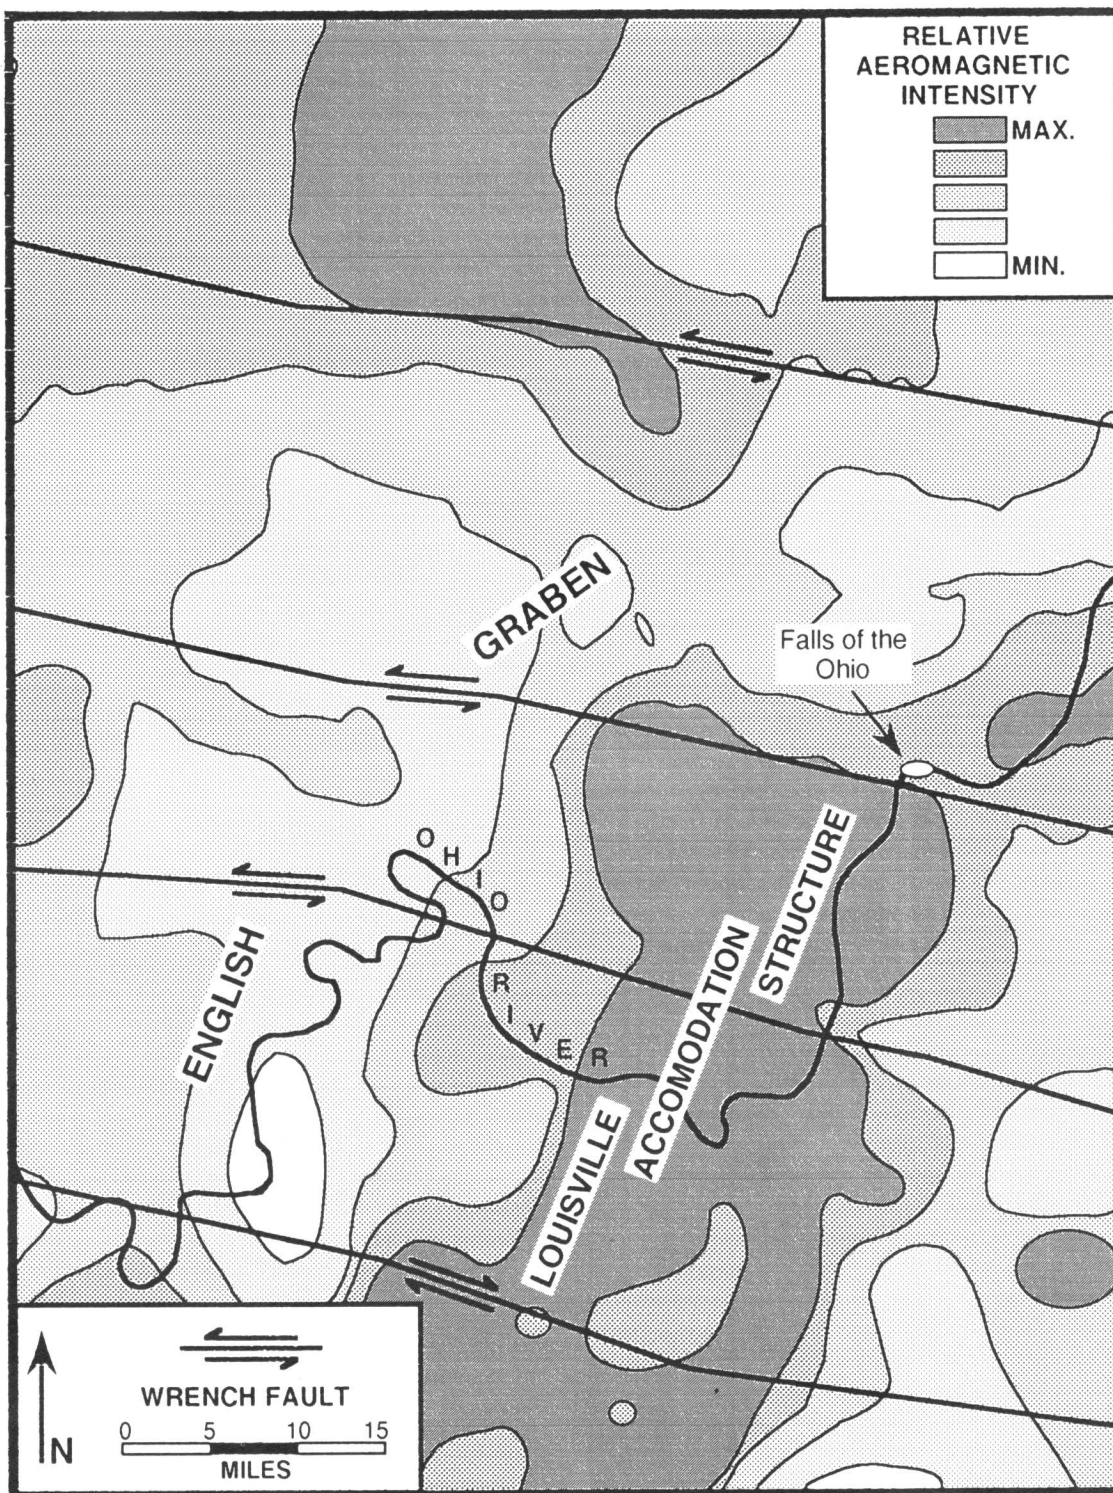 RELATIVE
AEROMAGNETIC
INTENSITY
MAX.
MIN.
GRABEN
Falls of the
Ohio
OHIO
RIVER
STRUCTURE
ACCOMODATION
LOUISVILLE
ENGLISH
WRENCH FAULT
0 5 10 15
MILES
N